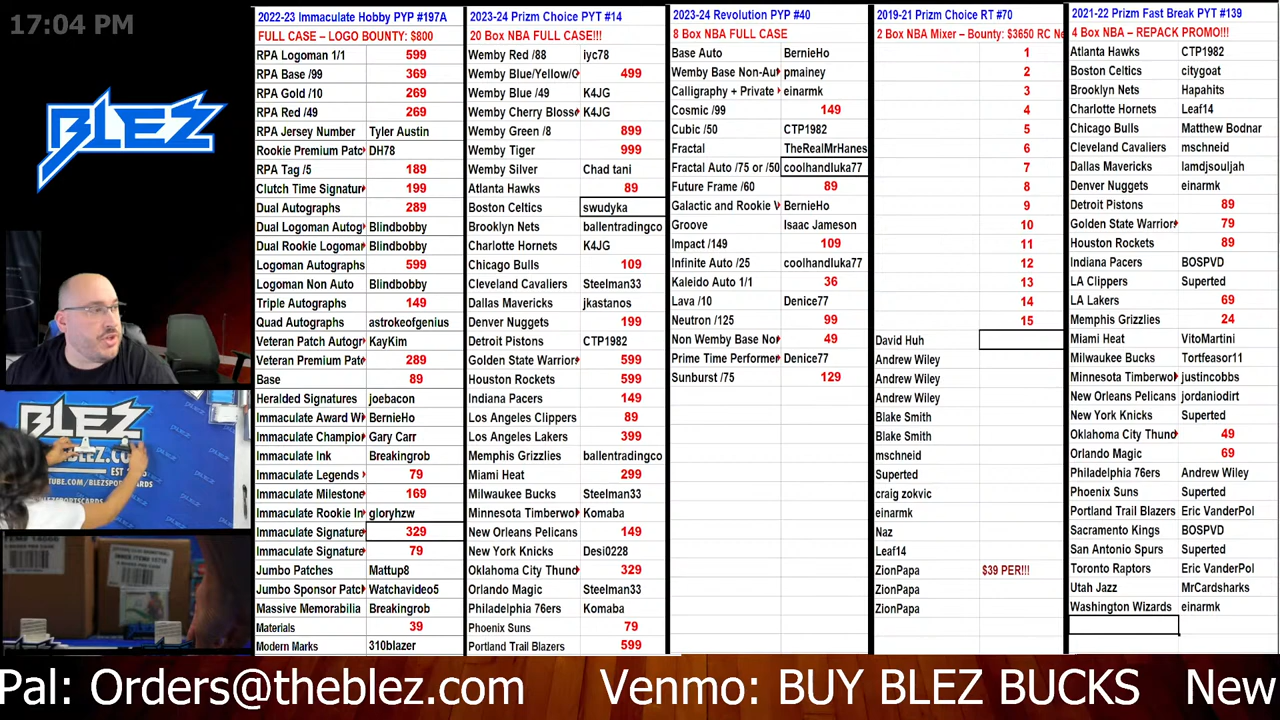 17:04 PM
BLEZ
2022-23 Immaculate Hobby PYP #197A
FULL CASE – LOGO BOUNTY: $800
RPA Logoman 1/1 599
RPA Base /99 369
RPA Gold /10 269
RPA Red /49 269
RPA Jersey Number Tyler Austin
Rookie Premium Patc DH78
RPA Tag /5 189
Clutch Time Signatur 199
Dual Autographs 289
Dual Logoman Autog Blindbobby
Dual Rookie Logoma Blindbobby
Logoman Autographs 599
Logoman Non Auto Blindbobby
Triple Autographs 149
Quad Autographs astrokeofgenius
Veteran Patch Autogr KayKim
Veteran Premium Pat 289
Base 89
Heralded Signatures joebacon
Immaculate Award W BernieHo
Immaculate Champio Gary Carr
Immaculate Ink Breakingrob
Immaculate Legends 79
Immaculate Milestone 169
Immaculate Rookie In gloryhzw
Immaculate Signature 329
Immaculate Signature 79
Jumbo Patches Mattup8
Jumbo Sponsor Patc Watchavideo5
Massive Memorabilia Breakingrob
Materials 39
Modern Marks 310blazer
2023-24 Prizm Choice PYT #14
20 Box NBA FULL CASE!!!
Wemby Red /88 iyc78
Wemby Blue/Yellow/G 499
Wemby Blue /49 K4JG
Wemby Cherry Bloss K4JG
Wemby Green /8 899
Wemby Tiger 999
Wemby Silver Chad tani
Atlanta Hawks 89
Boston Celtics swudyka
Brooklyn Nets ballentradingco
Charlotte Hornets K4JG
Chicago Bulls 109
Cleveland Cavaliers Steelman33
Dallas Mavericks jkastanos
Denver Nuggets 199
Detroit Pistons CTP1982
Golden State Warrior 599
Houston Rockets 599
Indiana Pacers 149
Los Angeles Clippers 89
Los Angeles Lakers 399
Memphis Grizzlies ballentradingco
Miami Heat 299
Milwaukee Bucks Steelman33
Minnesota Timberwo Komaba
New Orleans Pelicans 149
New York Knicks Desi0228
Oklahoma City Thund 329
Orlando Magic Steelman33
Philadelphia 76ers Komaba
Phoenix Suns 79
Portland Trail Blazers 599
2023-24 Revolution PYP #40
8 Box NBA FULL CASE
Base Auto BernieHo
Wemby Base Non-Au pmainey
Calligraphy + Private einarmk
Cosmic /99 149
Cubic /50 CTP1982
Fractal TheRealMrHanes
Fractal Auto /75 or /50 coolhandluka77
Future Frame /60 89
Galactic and Rookie V BernieHo
Groove Isaac Jameson
Impact /149 109
Infinite Auto /25 coolhandluka77
Kaleido Auto 1/1 36
Lava /10 Denice77
Neutron /125 99
Non Wemby Base No 49
Prime Time Performe Denice77
Sunburst /75 129
2019-21 Prizm Choice RT #70
2 Box NBA Mixer – Bounty: $3650 RC Ne
1
2
3
4
5
6
7
8
9
10
11
12
13
14
15
David Huh
Andrew Wiley
Andrew Wiley
Andrew Wiley
Blake Smith
Blake Smith
mschneid
Superted
craig zokvic
einarmk
Naz
Leaf14
ZionPapa $39 PER!!!
ZionPapa
ZionPapa
2021-22 Prizm Fast Break PYT #139
4 Box NBA – REPACK PROMO!!!
Atlanta Hawks CTP1982
Boston Celtics citygoat
Brooklyn Nets Hapahits
Charlotte Hornets Leaf14
Chicago Bulls Matthew Bodnar
Cleveland Cavaliers mschneid
Dallas Mavericks Iamdjsouljah
Denver Nuggets einarmk
Detroit Pistons 89
Golden State Warrior 79
Houston Rockets 89
Indiana Pacers BOSPVD
LA Clippers Superted
LA Lakers 69
Memphis Grizzlies 24
Miami Heat VitoMartini
Milwaukee Bucks Tortfeasor11
Minnesota Timberwol justincobbs
New Orleans Pelicans jordaniodirt
New York Knicks Superted
Oklahoma City Thund 49
Orlando Magic 69
Philadelphia 76ers Andrew Wiley
Phoenix Suns Superted
Portland Trail Blazers Eric VanderPol
Sacramento Kings BOSPVD
San Antonio Spurs Superted
Toronto Raptors Eric VanderPol
Utah Jazz MrCardsharks
Washington Wizards einarmk
BLEZ
Pal: Orders@theblez.com Venmo: BUY BLEZ BUCKS New